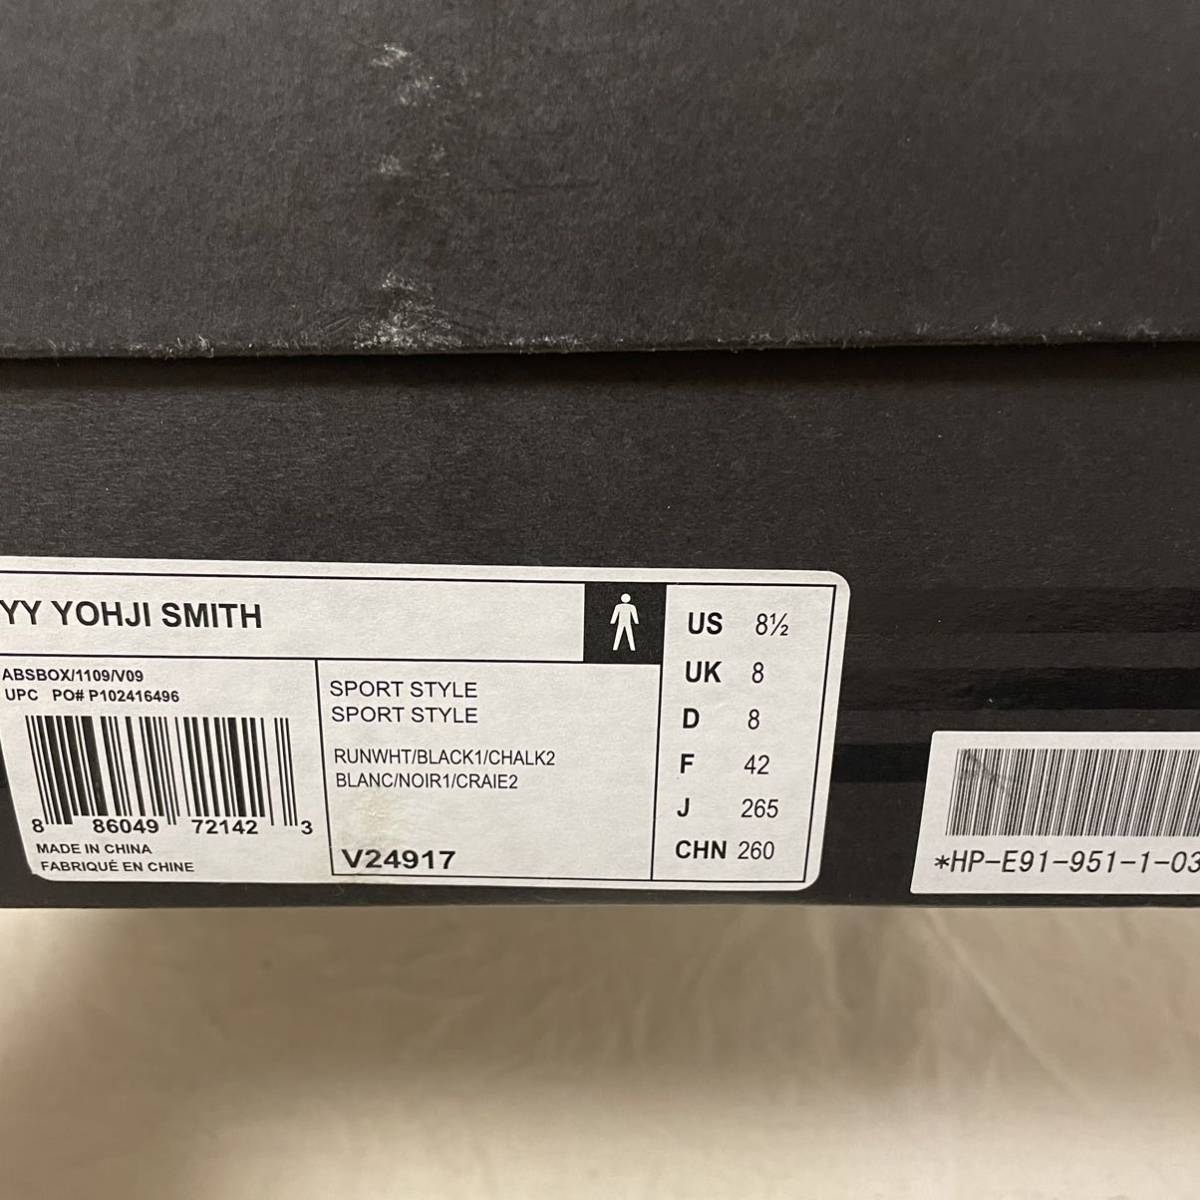 YY YOHJI SMITH
ABSBOX/1109/V09
UPC PO# P102416496
8 86049 72142 3
MADE IN CHINA
FABRIQUÉ EN CHINE
SPORT STYLE
SPORT STYLE
RUNWHT/BLACK1/CHALK2
BLANC/NOIR1/CRAIE2
V24917
US 8½
UK 8
D 8
F 42
J 265
CHN 260
*HP-E91-951-1-03